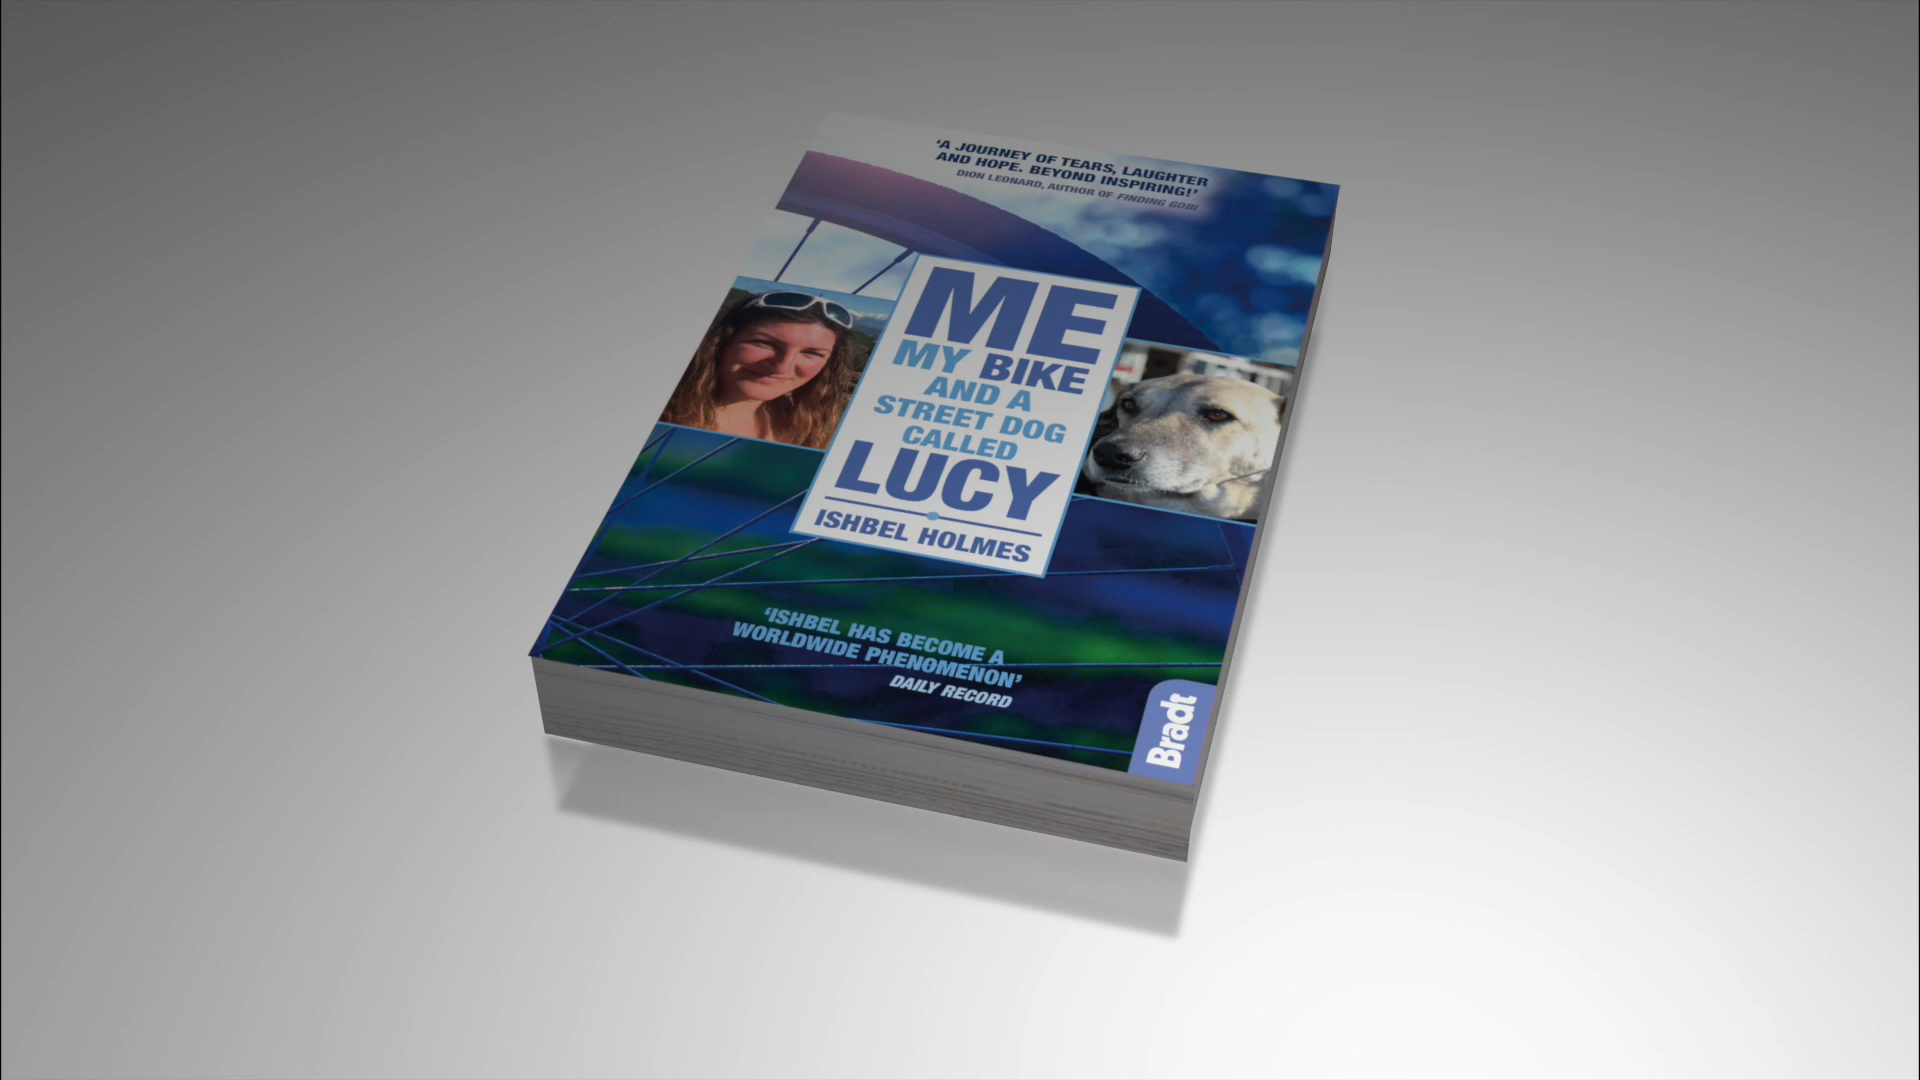 ‘A JOURNEY OF TEARS, LAUGHTER
AND HOPE. BEYOND INSPIRING!’
DION LEONARD, AUTHOR OF FINDING GOBI
ME
MY BIKE
AND A
STREET DOG
CALLED
LUCY
ISHBEL HOLMES
‘ISHBEL HAS BECOME A
WORLDWIDE PHENOMENON’
DAILY RECORD
Bradt